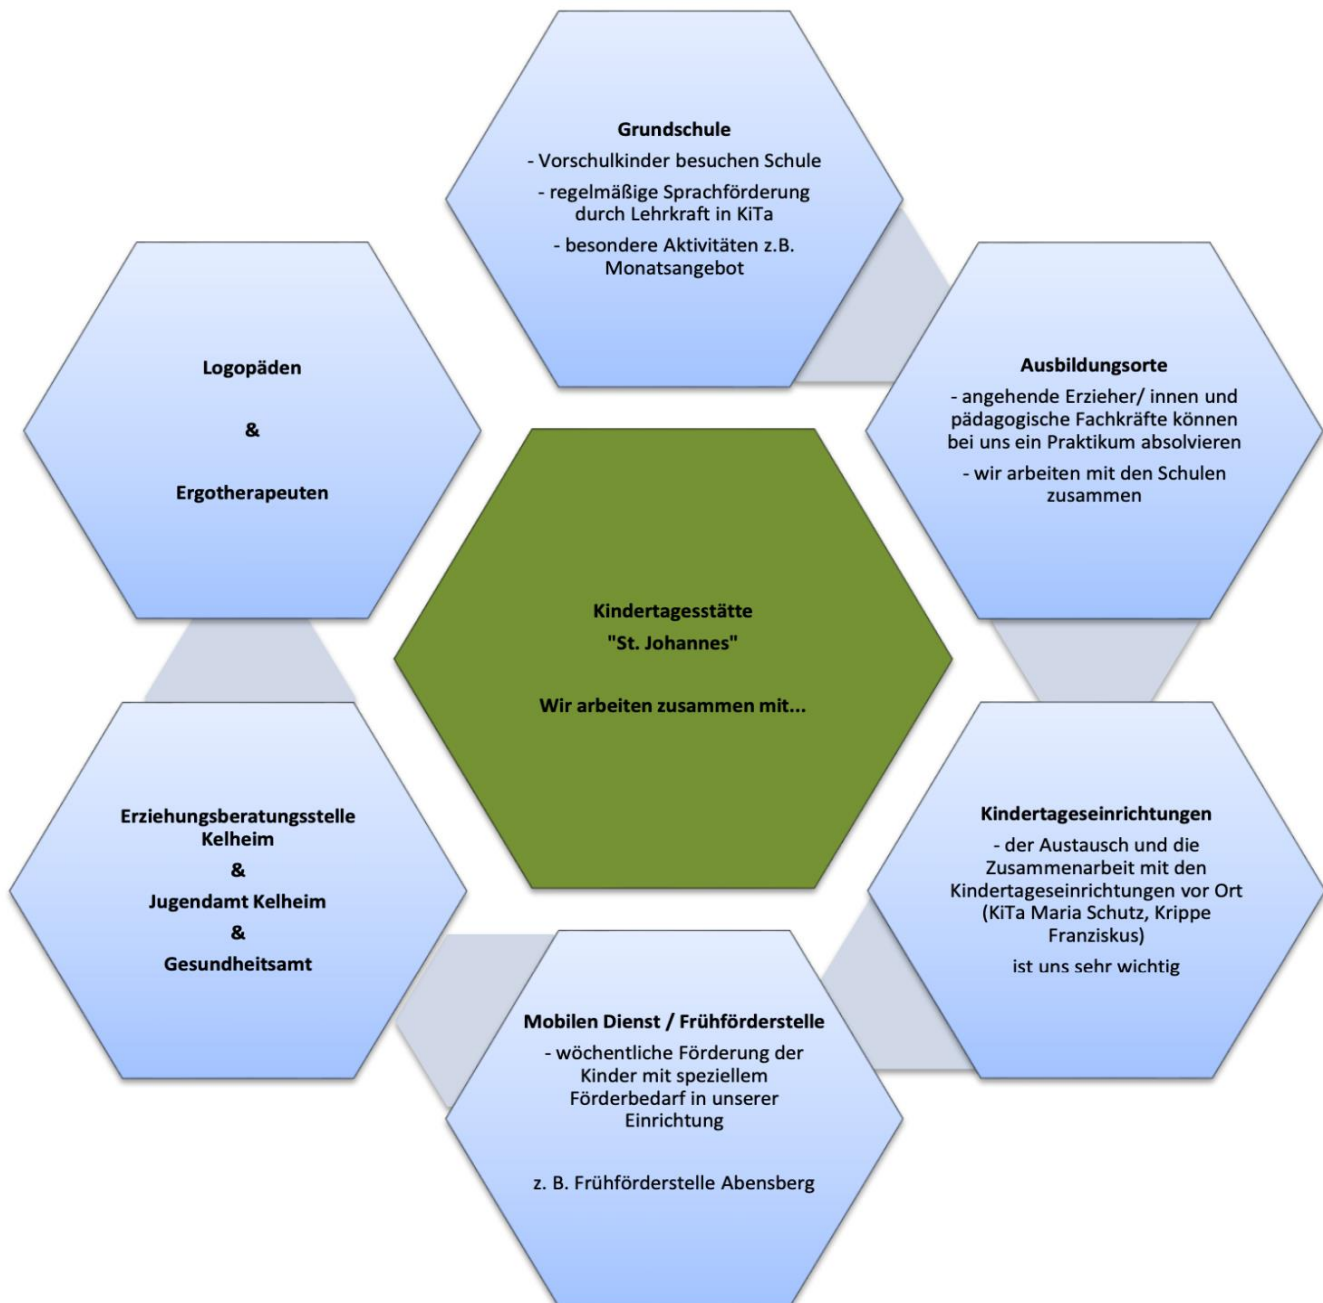 Grundschule
- Vorschulkinder besuchen Schule
- regelmäßige Sprachförderung
durch Lehrkraft in KiTa
- besondere Aktivitäten z.B.
Monatsangebot
Ausbildungsorte
- angehende Erzieher/ innen und
pädagogische Fachkräfte können
bei uns ein Praktikum absolvieren
- wir arbeiten mit den Schulen
zusammen
Kindertageseinrichtungen
- der Austausch und die
Zusammenarbeit mit den
Kindertageseinrichtungen vor Ort
(KiTa Maria Schutz, Krippe
Franziskus)
ist uns sehr wichtig
Mobilen Dienst / Frühförderstelle
- wöchentliche Förderung der
Kinder mit speziellem
Förderbedarf in unserer
Einrichtung
z. B. Frühförderstelle Abensberg
Erziehungsberatungsstelle
Kelheim
&
Jugendamt Kelheim
&
Gesundheitsamt
Logopäden
&
Ergotherapeuten
Kindertagesstätte
"St. Johannes"
Wir arbeiten zusammen mit...